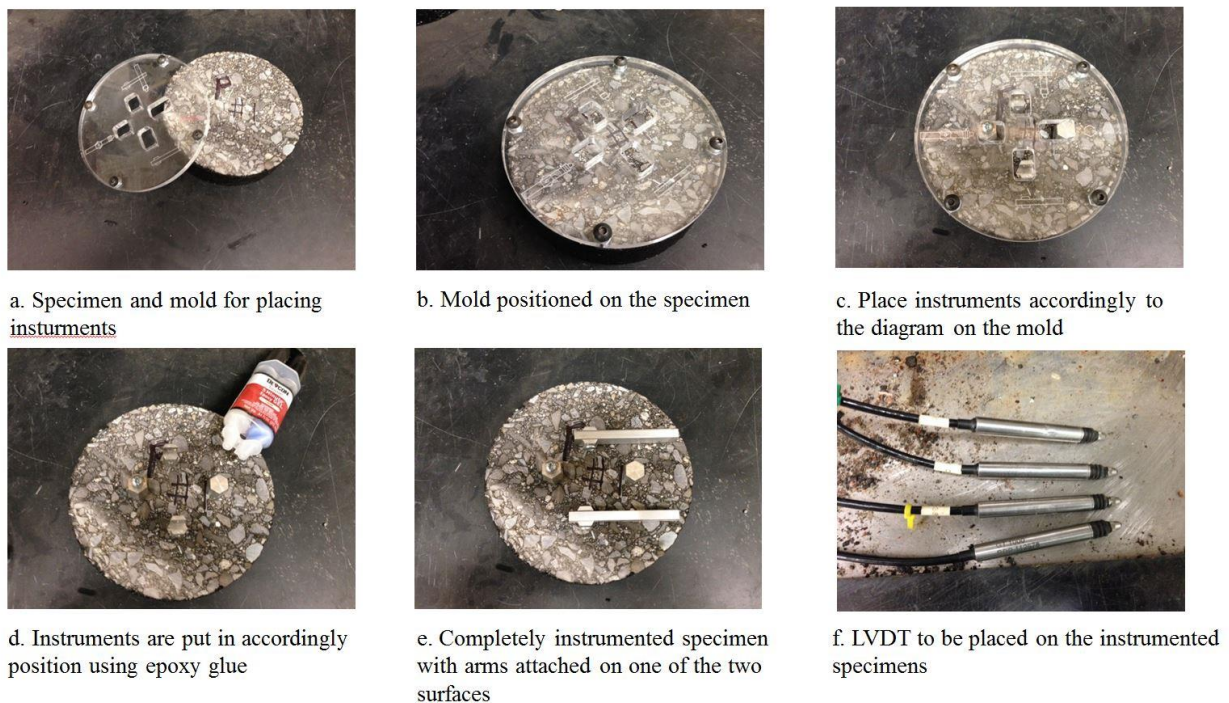 a. Specimen and mold for placing
insturments
b. Mold positioned on the specimen
c. Place instruments accordingly to
the diagram on the mold
P
#1
d. Instruments are put in accordingly
position using epoxy glue
e. Completely instrumented specimen
with arms attached on one of the two
surfaces
f. LVDT to be placed on the instrumented
specimens